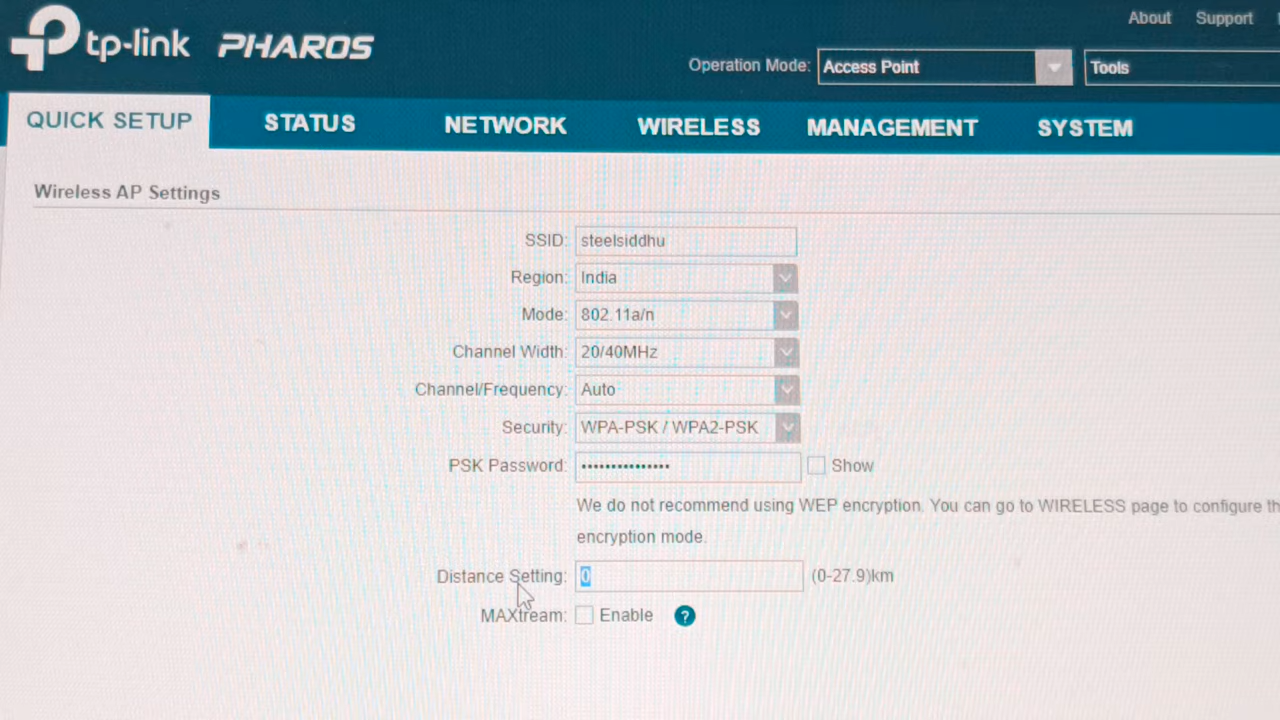 About Support
tp-link PHAROS
Operation Mode: Access Point Tools
QUICK SETUP STATUS NETWORK WIRELESS MANAGEMENT SYSTEM
Wireless AP Settings
SSID: steelsiddhu
Region: India
Mode: 802.11a/n
Channel Width: 20/40MHz
Channel/Frequency: Auto
Security: WPA-PSK / WPA2-PSK
PSK Password: ••••••••••••••• Show
We do not recommend using WEP encryption. You can go to WIRELESS page to configure
encryption mode.
Distance Setting: 0 (0-27.9)km
MAXtream: Enable ?